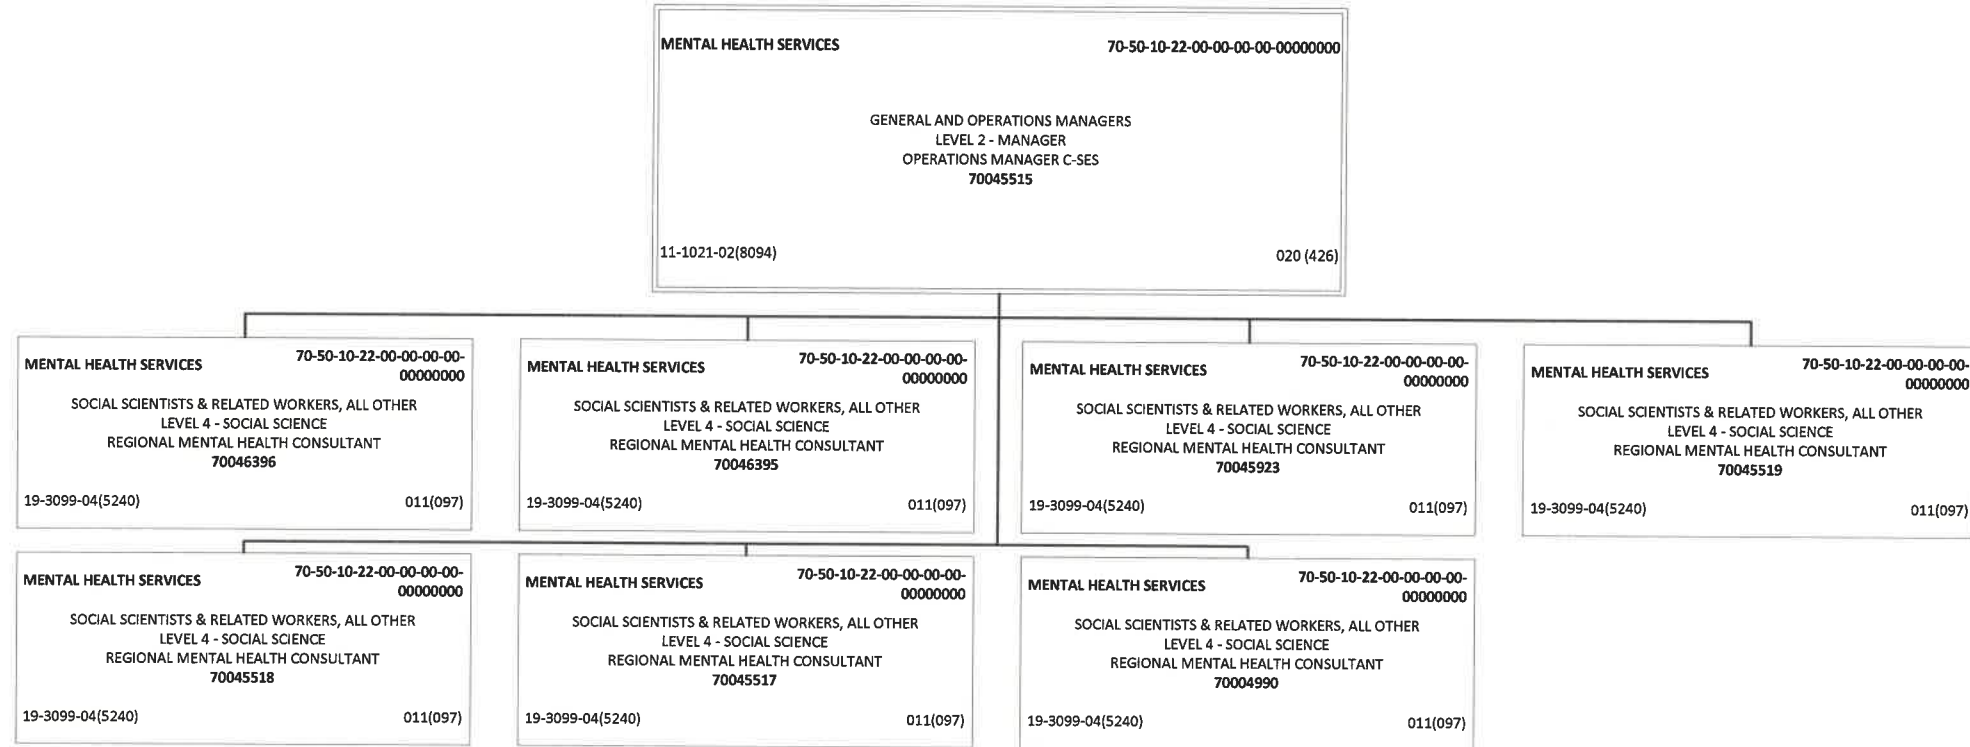 MENTAL HEALTH SERVICES 70-50-10-22-00-00-00-00-00000000
GENERAL AND OPERATIONS MANAGERS
LEVEL 2 - MANAGER
OPERATIONS MANAGER C-SES
70045515
11-1021-02(8094) 020 (426)
MENTAL HEALTH SERVICES 70-50-10-22-00-00-00-00-
00000000
SOCIAL SCIENTISTS & RELATED WORKERS, ALL OTHER
LEVEL 4 - SOCIAL SCIENCE
REGIONAL MENTAL HEALTH CONSULTANT
70046396
19-3099-04(5240) 011(097)
MENTAL HEALTH SERVICES 70-50-10-22-00-00-00-00-
00000000
SOCIAL SCIENTISTS & RELATED WORKERS, ALL OTHER
LEVEL 4 - SOCIAL SCIENCE
REGIONAL MENTAL HEALTH CONSULTANT
70046395
19-3099-04(5240) 011(097)
MENTAL HEALTH SERVICES 70-50-10-22-00-00-00-00-
00000000
SOCIAL SCIENTISTS & RELATED WORKERS, ALL OTHER
LEVEL 4 - SOCIAL SCIENCE
REGIONAL MENTAL HEALTH CONSULTANT
70045923
19-3099-04(5240) 011(097)
MENTAL HEALTH SERVICES 70-50-10-22-00-00-00-00-
00000000
SOCIAL SCIENTISTS & RELATED WORKERS, ALL OTHER
LEVEL 4 - SOCIAL SCIENCE
REGIONAL MENTAL HEALTH CONSULTANT
70045519
19-3099-04(5240) 011(097)
MENTAL HEALTH SERVICES 70-50-10-22-00-00-00-00-
00000000
SOCIAL SCIENTISTS & RELATED WORKERS, ALL OTHER
LEVEL 4 - SOCIAL SCIENCE
REGIONAL MENTAL HEALTH CONSULTANT
70045518
19-3099-04(5240) 011(097)
MENTAL HEALTH SERVICES 70-50-10-22-00-00-00-00-
00000000
SOCIAL SCIENTISTS & RELATED WORKERS, ALL OTHER
LEVEL 4 - SOCIAL SCIENCE
REGIONAL MENTAL HEALTH CONSULTANT
70045517
19-3099-04(5240) 011(097)
MENTAL HEALTH SERVICES 70-50-10-22-00-00-00-00-
00000000
SOCIAL SCIENTISTS & RELATED WORKERS, ALL OTHER
LEVEL 4 - SOCIAL SCIENCE
REGIONAL MENTAL HEALTH CONSULTANT
70004990
19-3099-04(5240) 011(097)